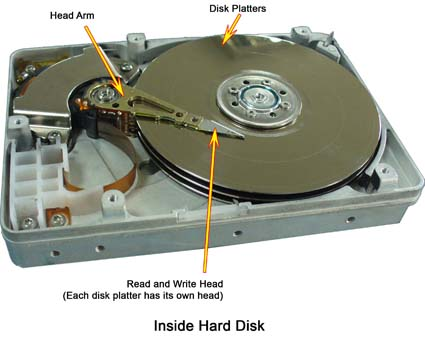 Head Arm
Disk Platters
Read and Write Head
(Each disk platter has its own head)
Inside Hard Disk